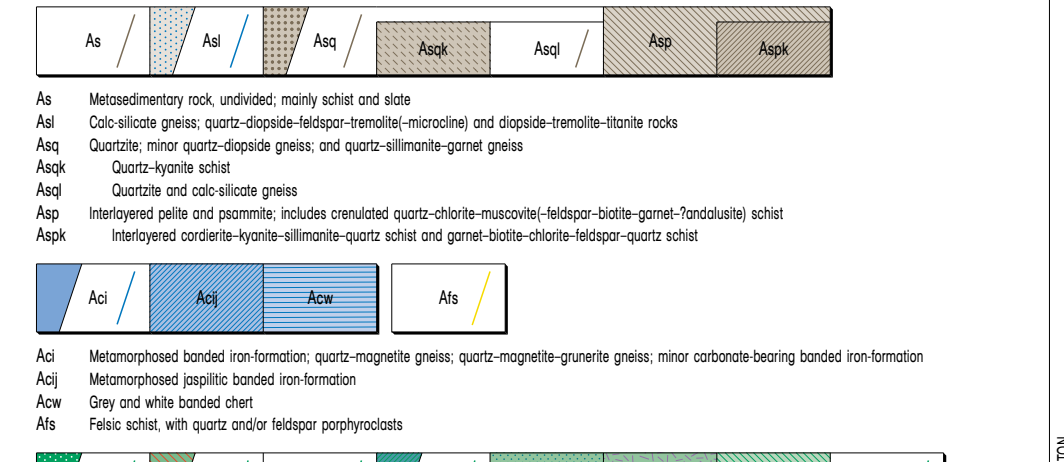 As Asl Asq Asqk Asql Asp Aspk
As Metasedimentary rock, undivided; mainly schist and slate
Asl Calc-silicate gneiss; quartz–diopside–feldspar–tremolite(–microcline) and diopside–tremolite–titanite rocks
Asq Quartzite; minor quartz–diopside gneiss; and quartz–sillimanite–garnet gneiss
Asqk Quartz–kyanite schist
Asql Quartzite and calc-silicate gneiss
Asp Interlayered pelite and psammite; includes crenulated quartz–chlorite–muscovite(–feldspar–biotite–garnet–?andalusite) schist
Aspk Interlayered cordierite–kyanite–sillimanite–quartz schist and garnet–biotite–chlorite–feldspar–quartz schist
Aci Acij Acw Afs
Aci Metamorphosed banded iron-formation; quartz–magnetite gneiss; quartz–magnetite–grunerite gneiss; minor carbonate-bearing banded iron-formation
Acij Metamorphosed jaspilitic banded iron-formation
Acw Grey and white banded chert
Afs Felsic schist, with quartz and/or feldspar porphyroclasts